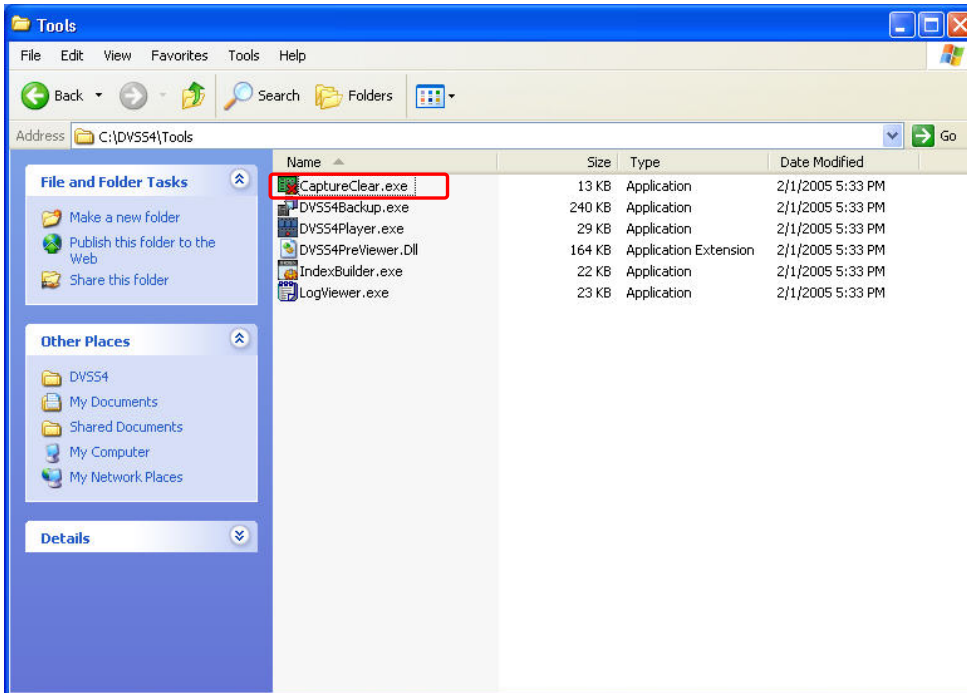 Tools
File Edit View Favorites Tools Help
Back Search Folders
Address C:\DVSS4\Tools Go
Name Size Type Date Modified
File and Folder Tasks
Make a new folder
Publish this folder to the
Web
Share this folder
Other Places
DVSS4
My Documents
Shared Documents
My Computer
My Network Places
Details
CaptureClear.exe 13 KB Application 2/1/2005 5:33 PM
DVSS4Backup.exe 240 KB Application 2/1/2005 5:33 PM
DVSS4Player.exe 29 KB Application 2/1/2005 5:33 PM
DVSS4PreViewer.Dll 164 KB Application Extension 2/1/2005 5:33 PM
IndexBuilder.exe 22 KB Application 2/1/2005 5:33 PM
LogViewer.exe 23 KB Application 2/1/2005 5:33 PM